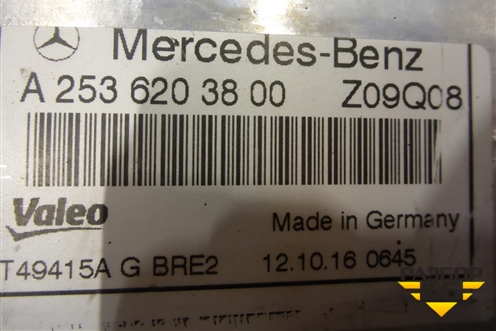 Mercedes-Benz
A 253 620 38 00 Z09Q08
Valeo Made in Germany
T49415A G BRE2 12.10.16 0645